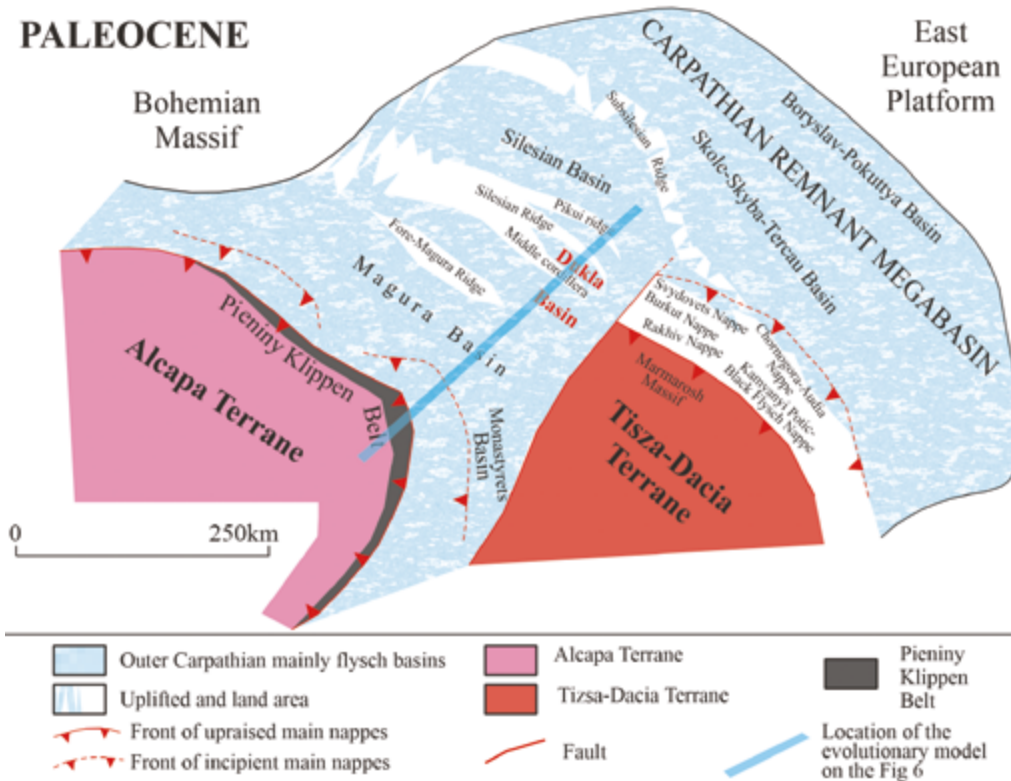 PALEOCENE
Bohemian
Massif
East
European
Platform
CARPATHIAN REMNANT MEGABASIN
Boryslav-Pokuttya Basin
Skole-Skyba-Tercau Basin
Subsilesian Ridge
Silesian Basin
Silesian Ridge
Pikui ridge
Middle cordiliera
Fore-Magura Ridge
Dukla
Basin
Magura Basin
Pieniny Klippen
Belt
Alcapa Terrane
Monastyrets
Basin
Svydovets Nappe
Burkut Nappe
Rakhiv Nappe
Chornogora-Audia
Nappe
Kamyanyi Potic-
Black Flysch Nappe
Marmarosh
Massif
Tisza-Dacia
Terrane
0 250km
Outer Carpathian mainly flysch basins
Uplifted and land area
Front of upraised main nappes
Front of incipient main nappes
Alcapa Terrane
Tizsa-Dacia Terrane
Fault
Pieniny
Klippen
Belt
Location of the
evolutionary model
on the Fig 6